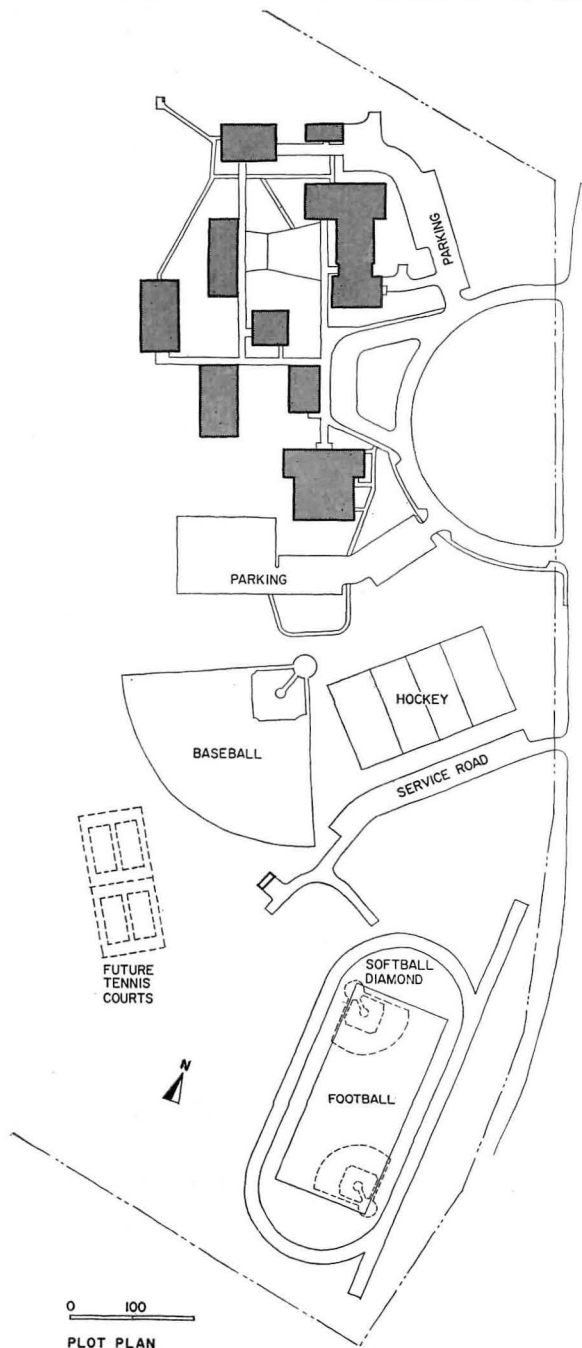 PARKING
PARKING
HOCKEY
BASEBALL
SERVICE ROAD
FUTURE
TENNIS
COURTS
SOFTBALL
DIAMOND
N
FOOTBALL
0 100
PLOT PLAN